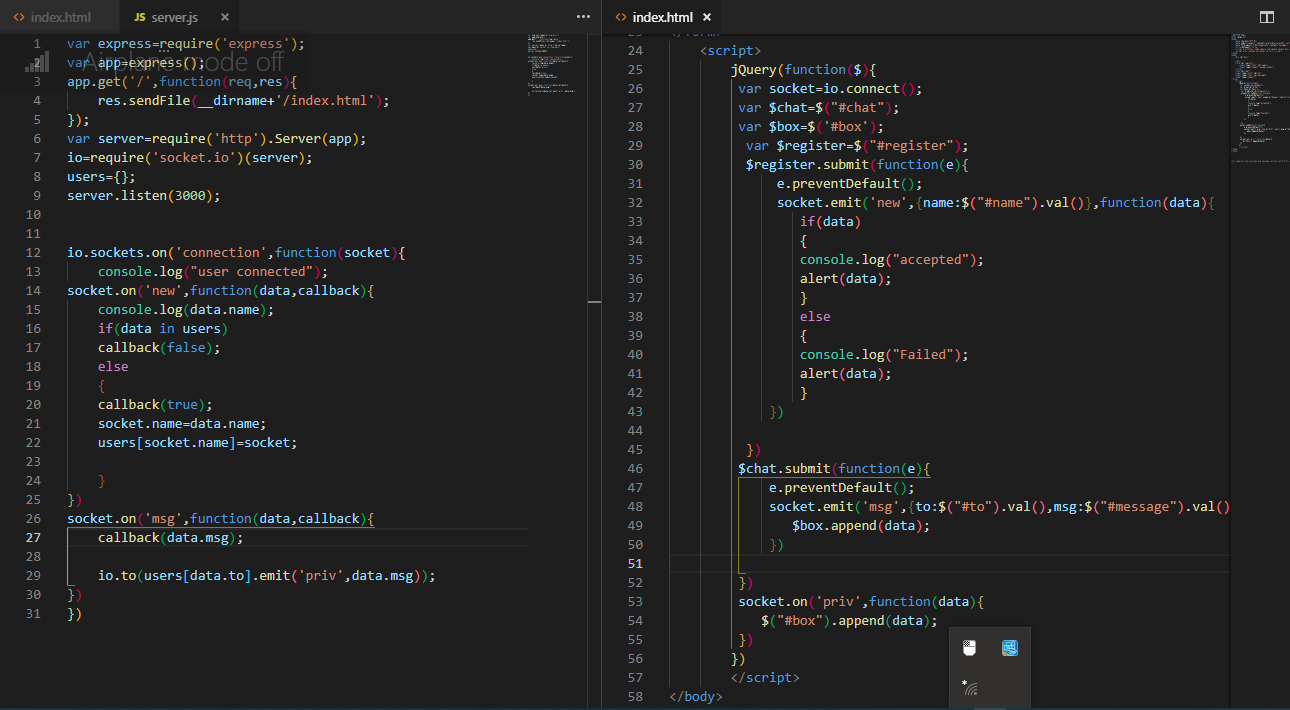 index.html
JS server.js ×
···
index.html ×
Airplane mode off
1 var express=require('express');
2 var app=express();
3 app.get('/',function(req,res){
4 res.sendFile(__dirname+'/index.html');
5 });
6 var server=require('http').Server(app);
7 io=require('socket.io')(server);
8 users={};
9 server.listen(3000);
10
11
12 io.sockets.on('connection',function(socket){
13 console.log("user connected");
14 socket.on('new',function(data,callback){
15 console.log(data.name);
16 if(data in users)
17 callback(false);
18 else
19 {
20 callback(true);
21 socket.name=data.name;
22 users[socket.name]=socket;
23
24 }
25 })
26 socket.on('msg',function(data,callback){
27 callback(data.msg);
28
29 io.to(users[data.to].emit('priv',data.msg));
30 })
31 })
24 <script>
25 jQuery(function($){
26 var socket=io.connect();
27 var $chat=$("#chat");
28 var $box=$('#box');
29 var $register=$("#register");
30 $register.submit(function(e){
31 e.preventDefault();
32 socket.emit('new',{name:$("#name").val()},function(data){
33 if(data)
34 {
35 console.log("accepted");
36 alert(data);
37 }
38 else
39 {
40 console.log("Failed");
41 alert(data);
42 }
43 })
44
45 })
46 $chat.submit(function(e){
47 e.preventDefault();
48 socket.emit('msg',{to:$("#to").val(),msg:$("#message").val()
49 $box.append(data);
50 })
51
52 })
53 socket.on('priv',function(data){
54 $("#box").append(data);
55 })
56 })
57 </script>
58 </body>